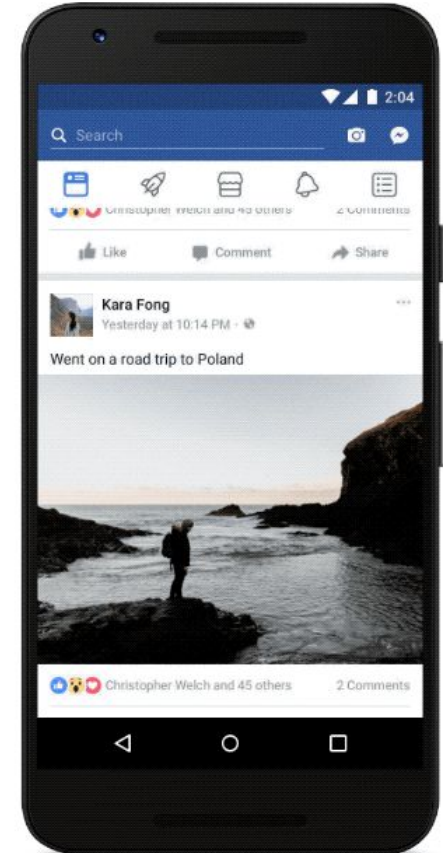 2:04
Search
Christopher Welch and 45 others 2 Comments
Like Comment Share
Kara Fong
Yesterday at 10:14 PM ·
Went on a road trip to Poland
Christopher Welch and 45 others 2 Comments